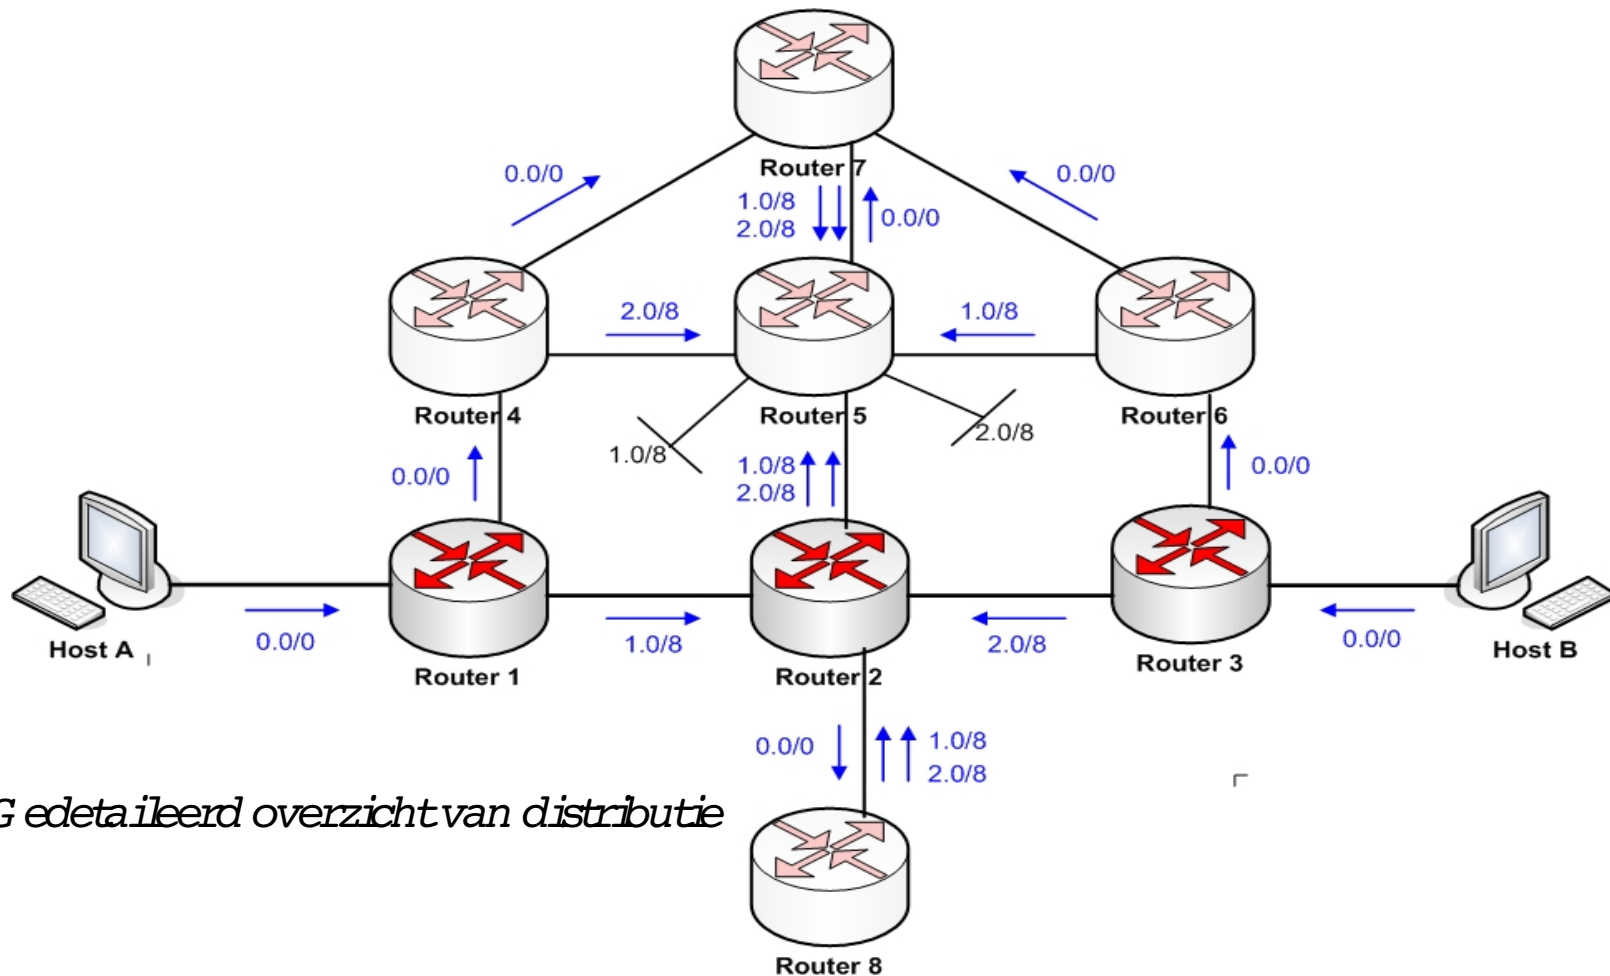 Router 7
0.0/0
0.0/0
1.0/8
2.0/8
0.0/0
2.0/8
1.0/8
Router 4
Router 5
Router 6
1.0/8
2.0/8
0.0/0
1.0/8
2.0/8
0.0/0
Host A
0.0/0
Router 1
1.0/8
Router 2
2.0/8
Router 3
0.0/0
Host B
0.0/0
1.0/8
2.0/8
Gedetaileerd overzicht van distributie
Router 8